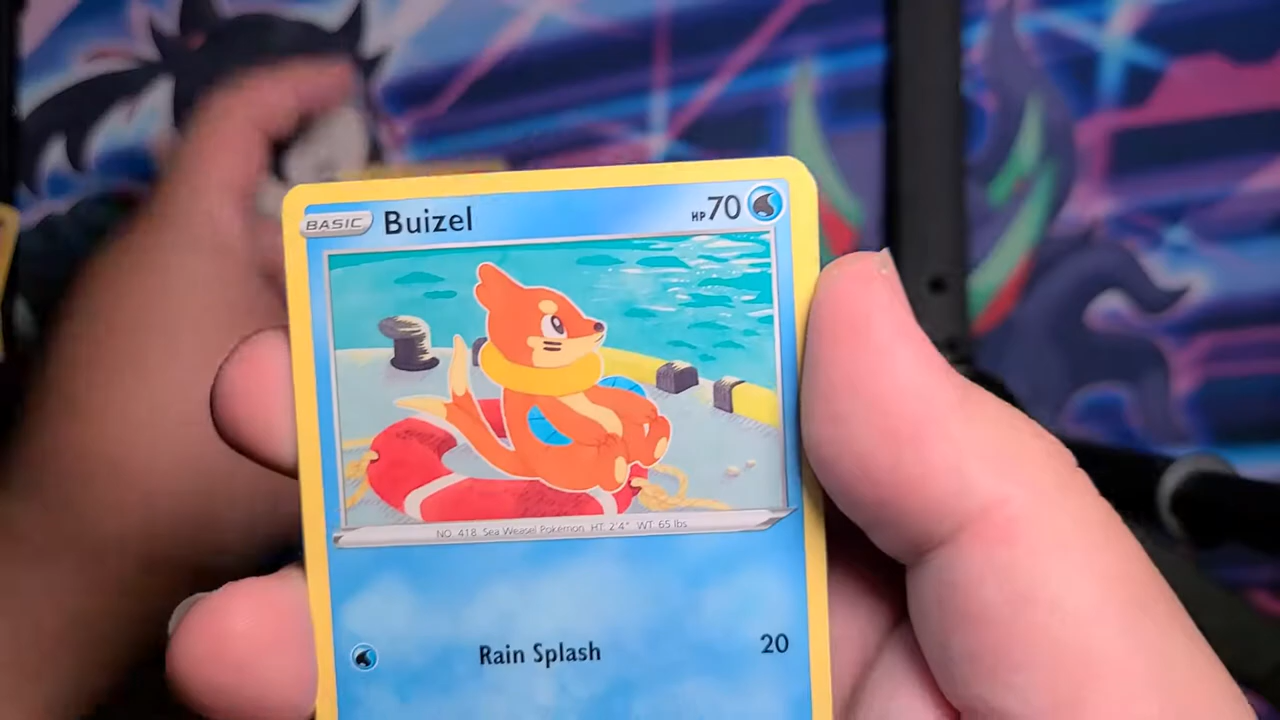 BASIC Buizel HP 70
NO. 418 Sea Weasel Pokémon HT. 2'4" WT. 65 lbs
Rain Splash 20